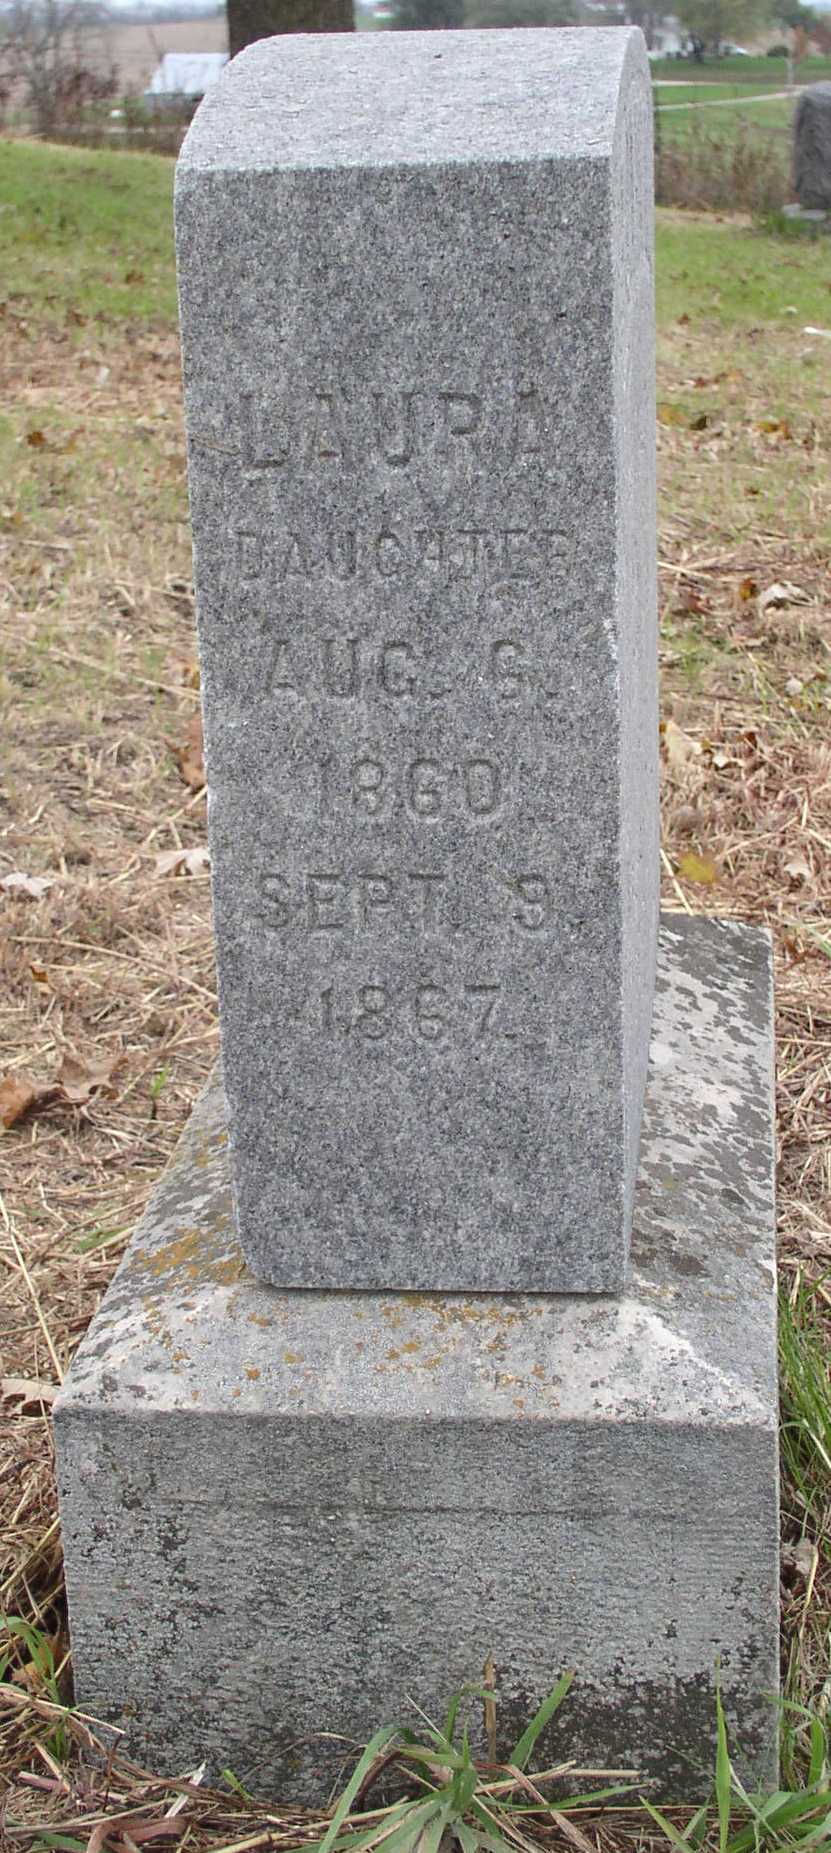 LAURA
DAUGHTER
AUG. 6.
1860
SEPT. 9.
1867.